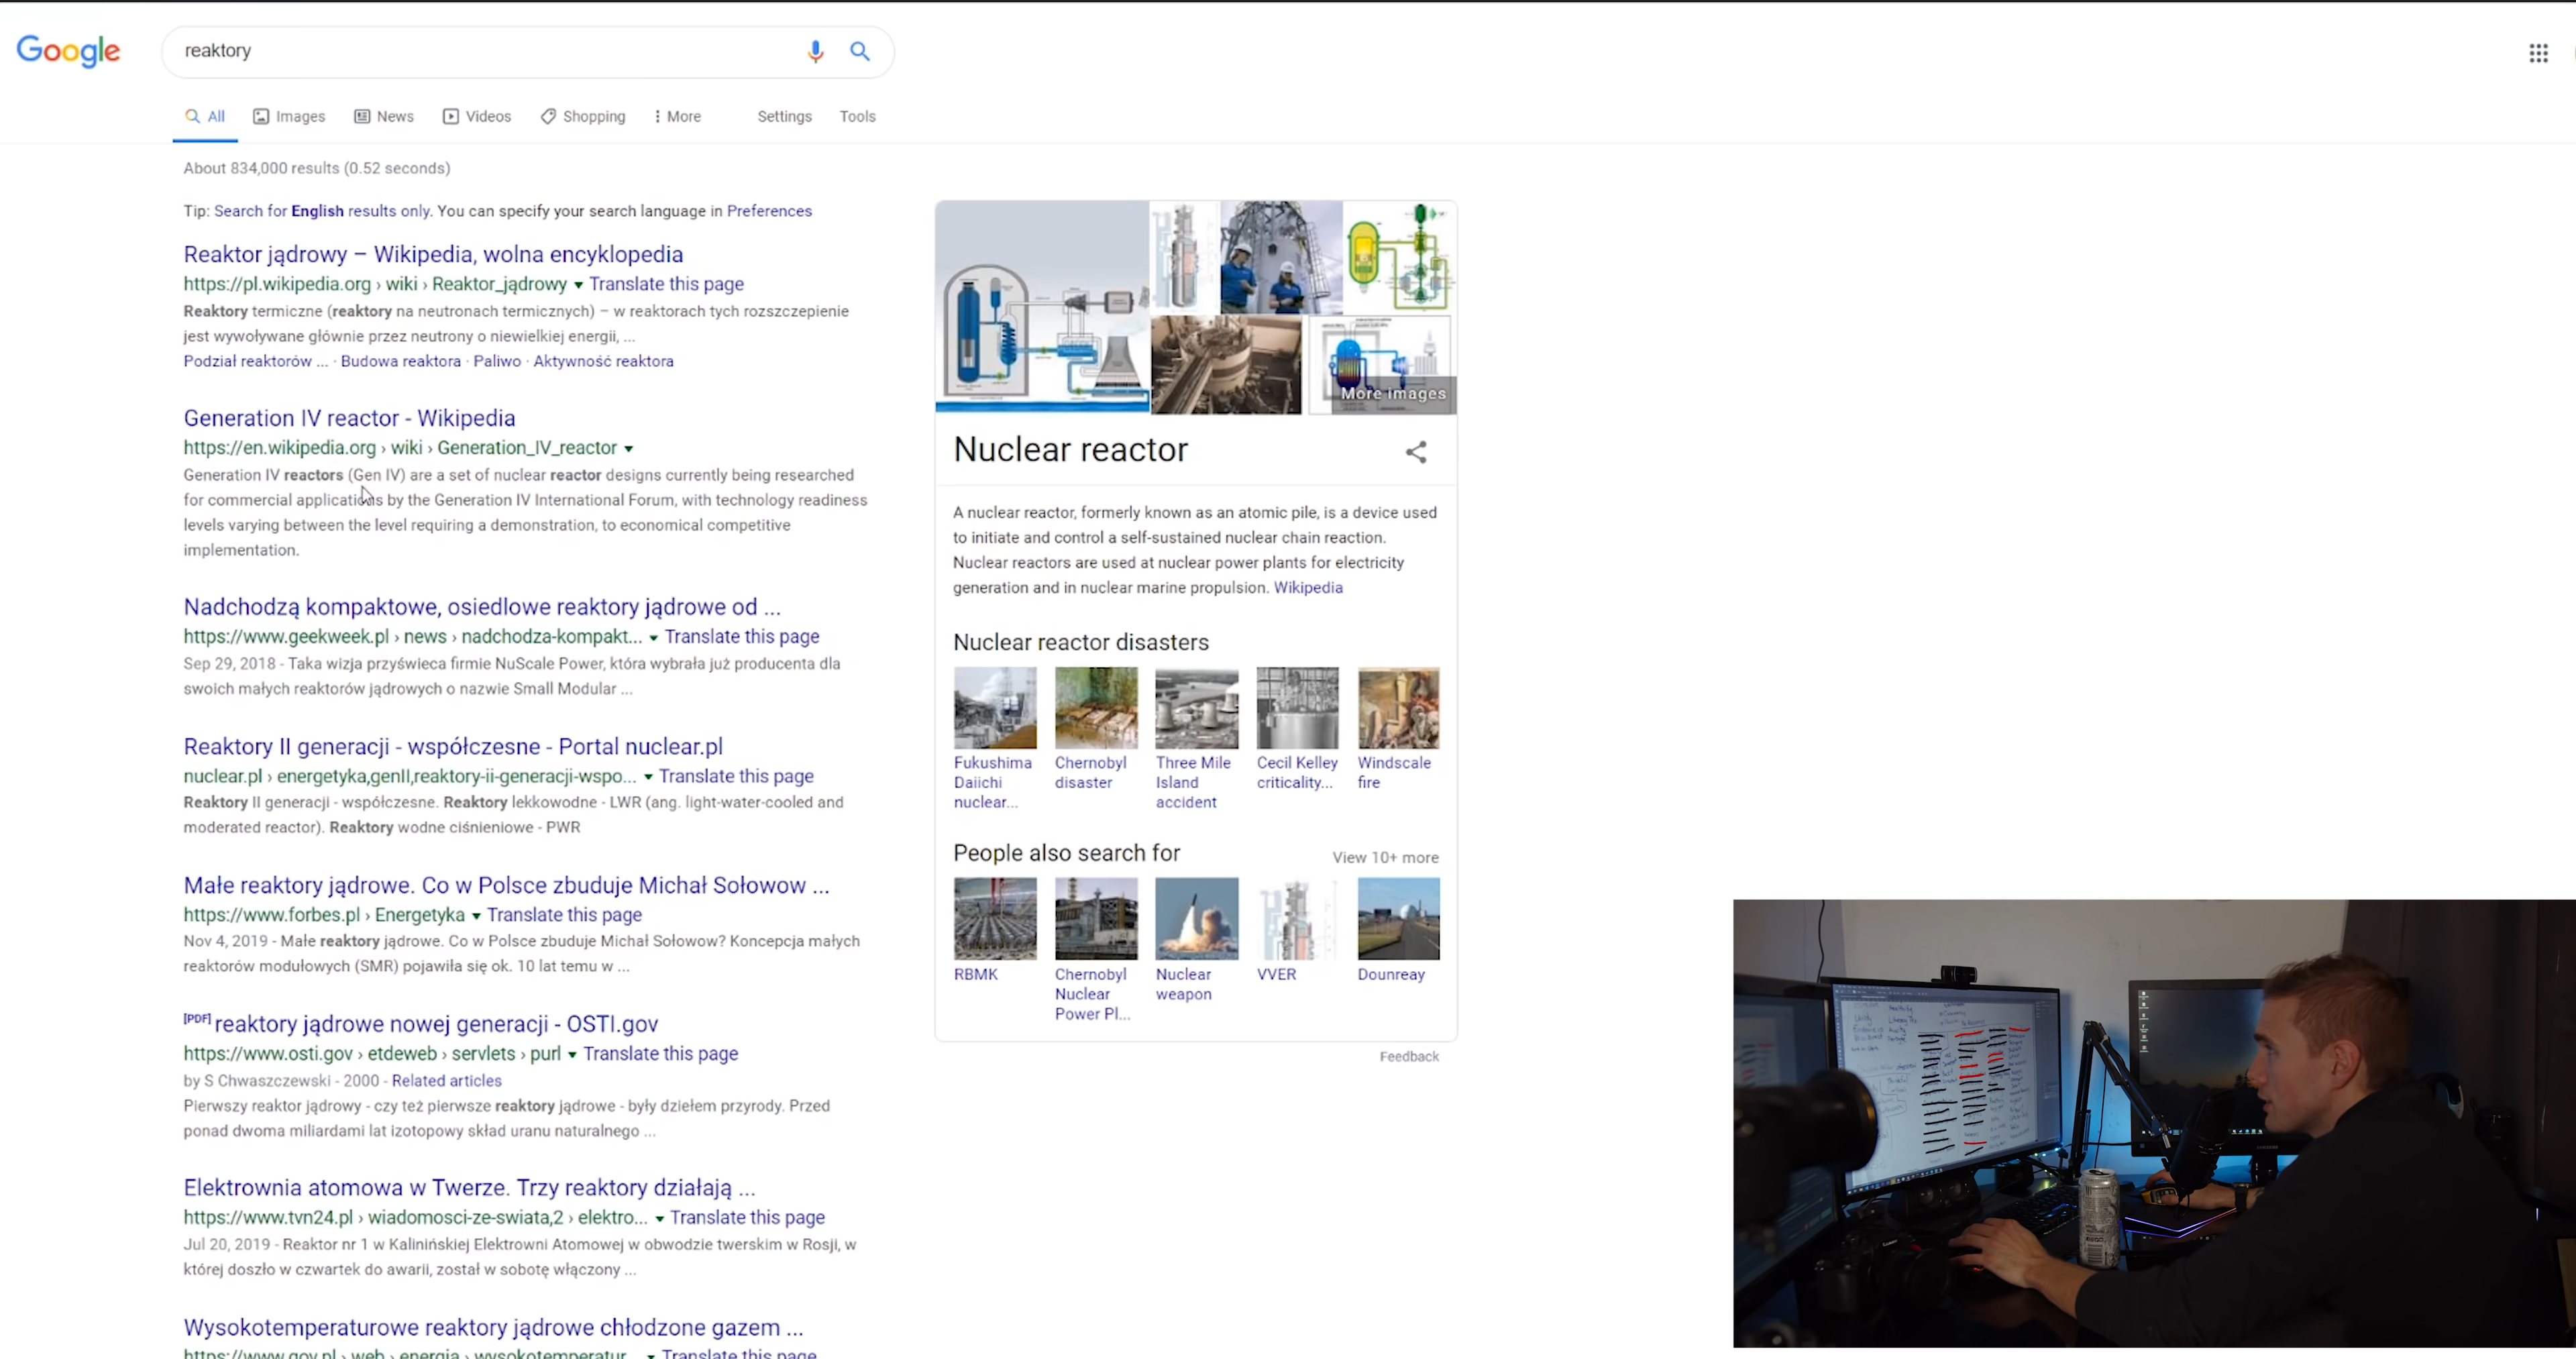 Google
reaktory
All Images News Videos Shopping More Settings Tools
About 834,000 results (0.52 seconds)
Tip: Search for English results only. You can specify your search language in Preferences
Reaktor jądrowy – Wikipedia, wolna encyklopedia
https://pl.wikipedia.org › wiki › Reaktor_jądrowy ▼ Translate this page
Reaktory termiczne (reaktory na neutronach termicznych) – w reaktorach tych rozszczepienie
jest wywoływane głównie przez neutrony o niewielkiej energii, ...
Podział reaktorów ... · Budowa reaktora · Paliwo · Aktywność reaktora
Generation IV reactor - Wikipedia
https://en.wikipedia.org › wiki › Generation_IV_reactor ▼
Generation IV reactors (Gen IV) are a set of nuclear reactor designs currently being researched
for commercial applications by the Generation IV International Forum, with technology readiness
levels varying between the level requiring a demonstration, to economical competitive
implementation.
Nadchodzą kompaktowe, osiedlowe reaktory jądrowe od ...
https://www.geekweek.pl › news › nadchodza-kompakt... ▼ Translate this page
Sep 29, 2018 - Taka wizja przyświeca firmie NuScale Power, która wybrała już producenta dla
swoich małych reaktorów jądrowych o nazwie Small Modular ...
Reaktory II generacji - współczesne - Portal nuclear.pl
nuclear.pl › energetyka,genII,reaktory-ii-generacji-wspo... ▼ Translate this page
Reaktory II generacji - współczesne. Reaktory lekkowodne - LWR (ang. light-water-cooled and
moderated reactor). Reaktory wodne ciśnieniowe - PWR
Małe reaktory jądrowe. Co w Polsce zbuduje Michał Sołowow ...
https://www.forbes.pl › Energetyka ▼ Translate this page
Nov 4, 2019 - Małe reaktory jądrowe. Co w Polsce zbuduje Michał Sołowow? Koncepcja małych
reaktorów modułowych (SMR) pojawiła się ok. 10 lat temu w ...
[PDF] reaktory jądrowe nowej generacji - OSTI.gov
https://www.osti.gov › etdeweb › servlets › purl ▼ Translate this page
by S Chwaszczewski - 2000 - Related articles
Pierwszy reaktor jądrowy - czy też pierwsze reaktory jądrowe - były dziełem przyrody. Przed
ponad dwoma miliardami lat izotopowy skład uranu naturalnego ...
Elektrownia atomowa w Twerze. Trzy reaktory działają ...
https://www.tvn24.pl › wiadomosci-ze-swiata,2 › elektro... ▼ Translate this page
Jul 20, 2019 - Reaktor nr 1 w Kalinińskiej Elektrowni Atomowej w obwodzie twerskim w Rosji, w
której doszło w czwartek do awarii, został w sobotę włączony ...
Wysokotemperaturowe reaktory jądrowe chłodzone gazem ...
https://www.gov.pl › web › energia › wysokotemperatur... ▼ Translate this page
More images
Nuclear reactor
A nuclear reactor, formerly known as an atomic pile, is a device used
to initiate and control a self-sustained nuclear chain reaction.
Nuclear reactors are used at nuclear power plants for electricity
generation and in nuclear marine propulsion. Wikipedia
Nuclear reactor disasters
Fukushima Daiichi nuclear...
Chernobyl disaster
Three Mile Island accident
Cecil Kelley criticality...
Windscale fire
People also search for
View 10+ more
RBMK
Chernobyl Nuclear Power Pl...
Nuclear weapon
VVER
Dounreay
Feedback